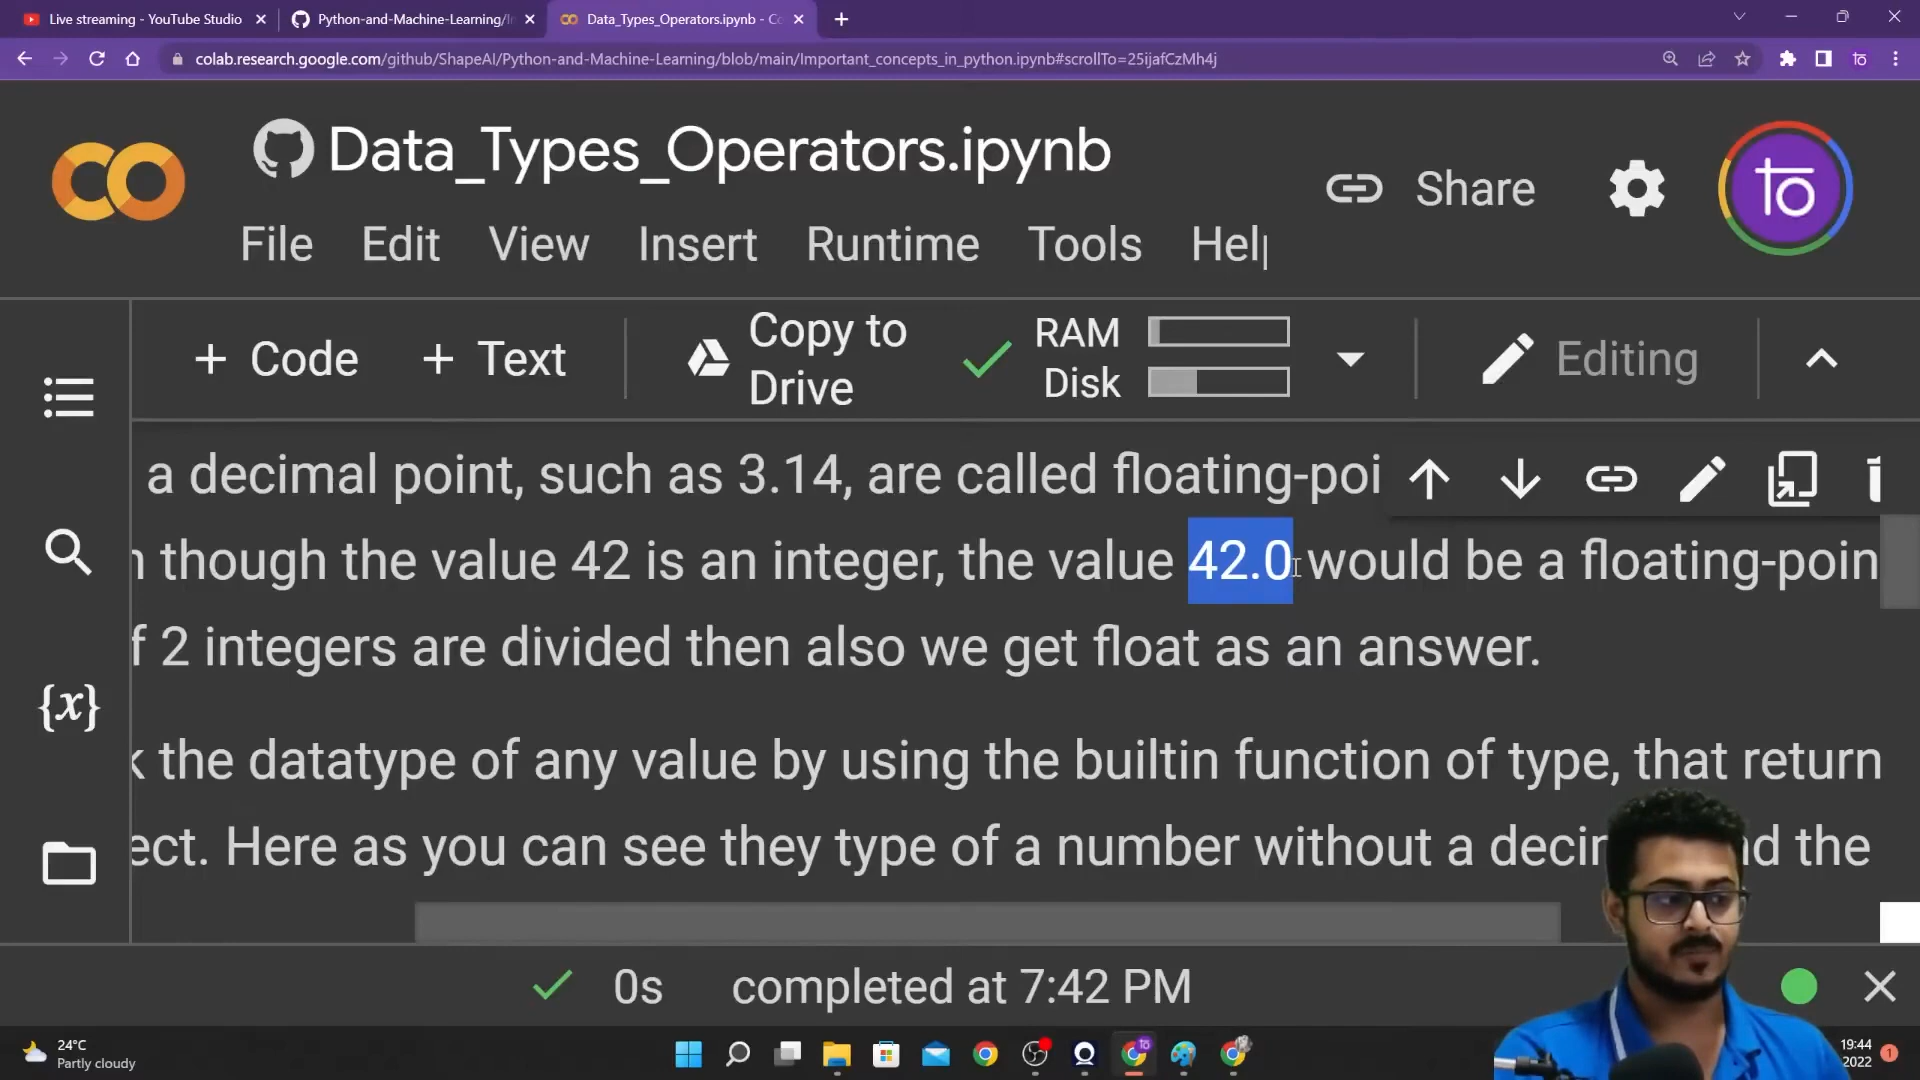 Live streaming - YouTube Studio
Python-and-Machine-Learning/
Data_Types_Operators.ipynb - Co
colab.research.google.com/github/ShapeAI/Python-and-Machine-Learning/blob/main/Important_concepts_in_python.ipynb#scrollTo=25ijafCzMh4j
Data_Types_Operators.ipynb
Share
to
File Edit View Insert Runtime Tools Help
+ Code + Text
Copy to
Drive
RAM
Disk
Editing
a decimal point, such as 3.14, are called floating-poi
though the value 42 is an integer, the value 42.0 would be a floating-poin
f 2 integers are divided then also we get float as an answer.
{x}
k the datatype of any value by using the builtin function of type, that return
ect. Here as you can see they type of a number without a decim nd the
0s completed at 7:42 PM
24°C
Partly cloudy
19:44
2022
1